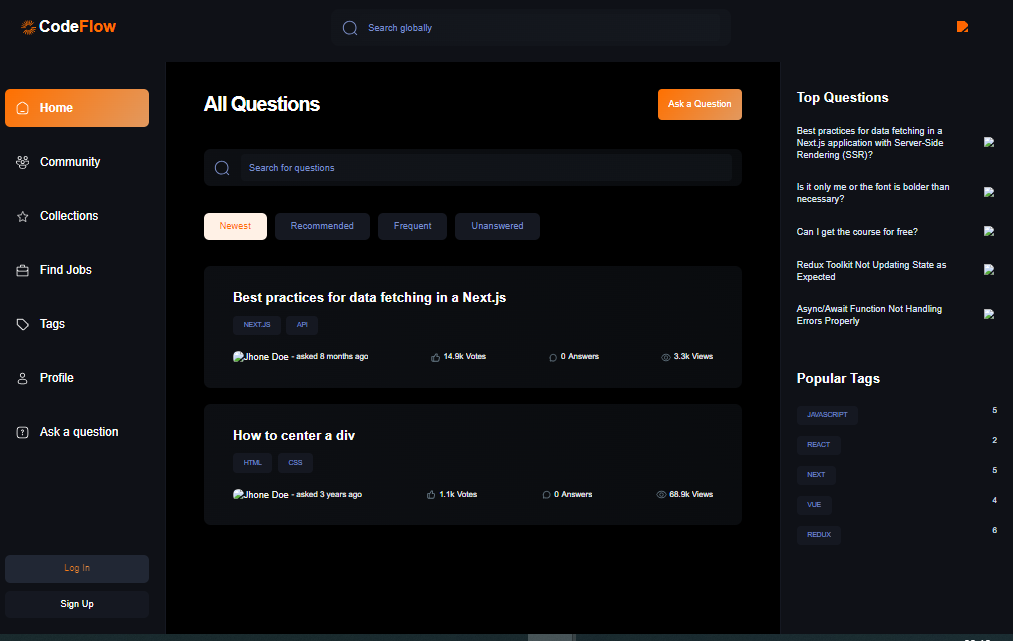 CodeFlow
Search globally
Home
Community
Collections
Find Jobs
Tags
Profile
Ask a question
Log In
Sign Up
All Questions
Ask a Question
Search for questions
Newest
Recommended
Frequent
Unanswered
Best practices for data fetching in a Next.js
NEXT.JS
API
Jhone Doe - asked 8 months ago
14.9k Votes
0 Answers
3.3k Views
How to center a div
HTML
CSS
Jhone Doe - asked 3 years ago
1.1k Votes
0 Answers
68.9k Views
Top Questions
Best practices for data fetching in a
Next.js application with Server-Side
Rendering (SSR)?
Is it only me or the font is bolder than
necessary?
Can I get the course for free?
Redux Toolkit Not Updating State as
Expected
Async/Await Function Not Handling
Errors Properly
Popular Tags
JAVASCRIPT
5
REACT
2
NEXT
5
VUE
4
REDUX
6